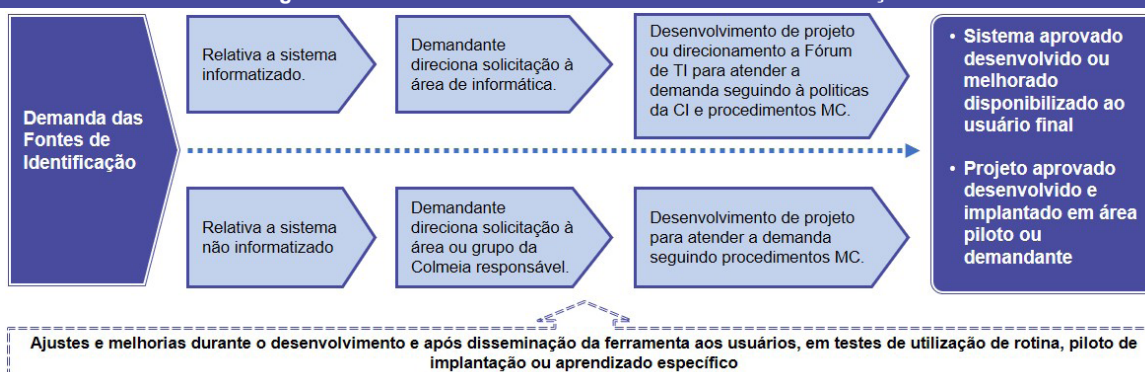 Demanda das
Fontes de
Identificação
Relativa a sistema
informatizado.
Demandante
direciona solicitação à
área de informática.
Desenvolvimento de projeto
ou direcionamento a Fórum
de TI para atender a
demanda seguindo à politicas
da CI e procedimentos MC.
Relativa a sistema
não informatizado
Demandante
direciona solicitação à
área ou grupo da
Colmeia responsável.
Desenvolvimento de projeto
para atender a demanda
seguindo procedimentos MC.
• Sistema aprovado
desenvolvido ou
melhorado
disponibilizado ao
usuário final
• Projeto aprovado
desenvolvido e
implantado em área
piloto ou
demandante
Ajustes e melhorias durante o desenvolvimento e após disseminação da ferramenta aos usuários, em testes de utilização de rotina, piloto de
implantação ou aprendizado específico